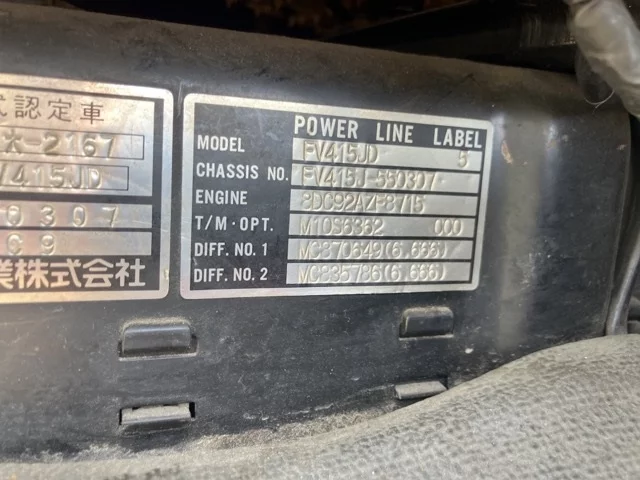 式認定車
-2167
V415JD
0307
C9
業株式会社
POWER LINE LABEL
MODEL FV415JD 5
CHASSIS NO. FV415J-550307
ENGINE 8DC92AZ1-8715
T/M·OPT. M10S6362 000
DIFF. NO. 1 MC870649(6.666)
DIFF. NO. 2 MC835786(6.666)